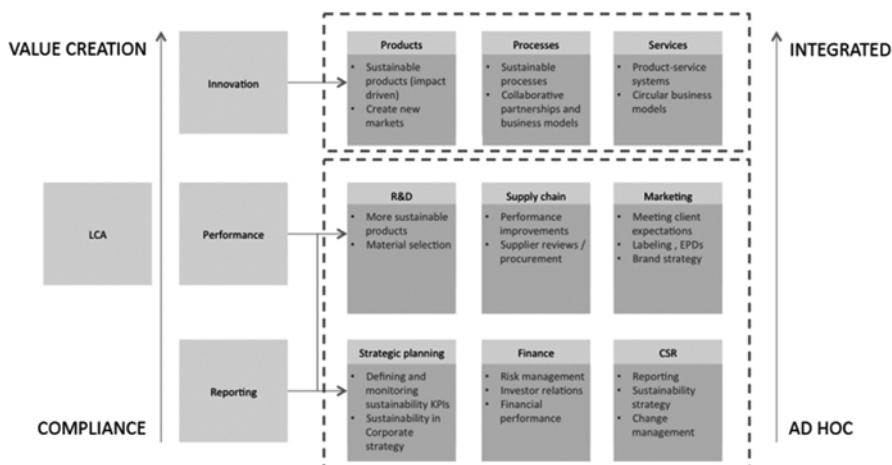 VALUE CREATION
INTEGRATED
Innovation
Products
• Sustainable
products (impact
driven)
• Create new
markets
Processes
• Sustainable
processes
• Collaborative
partnerships and
business models
Services
• Product-service
systems
• Circular business
models
LCA
Performance
R&D
• More sustainable
products
• Material selection
Supply chain
• Performance
improvements
• Supplier reviews /
procurement
Marketing
• Meeting client
expectations
• Labeling , EPDs
• Brand strategy
Reporting
Strategic planning
• Defining and
monitoring
sustainability KPIs
• Sustainability in
Corporate
strategy
Finance
• Risk management
• Investor relations
• Financial
performance
CSR
• Reporting
• Sustainability
strategy
• Change
management
COMPLIANCE
AD HOC